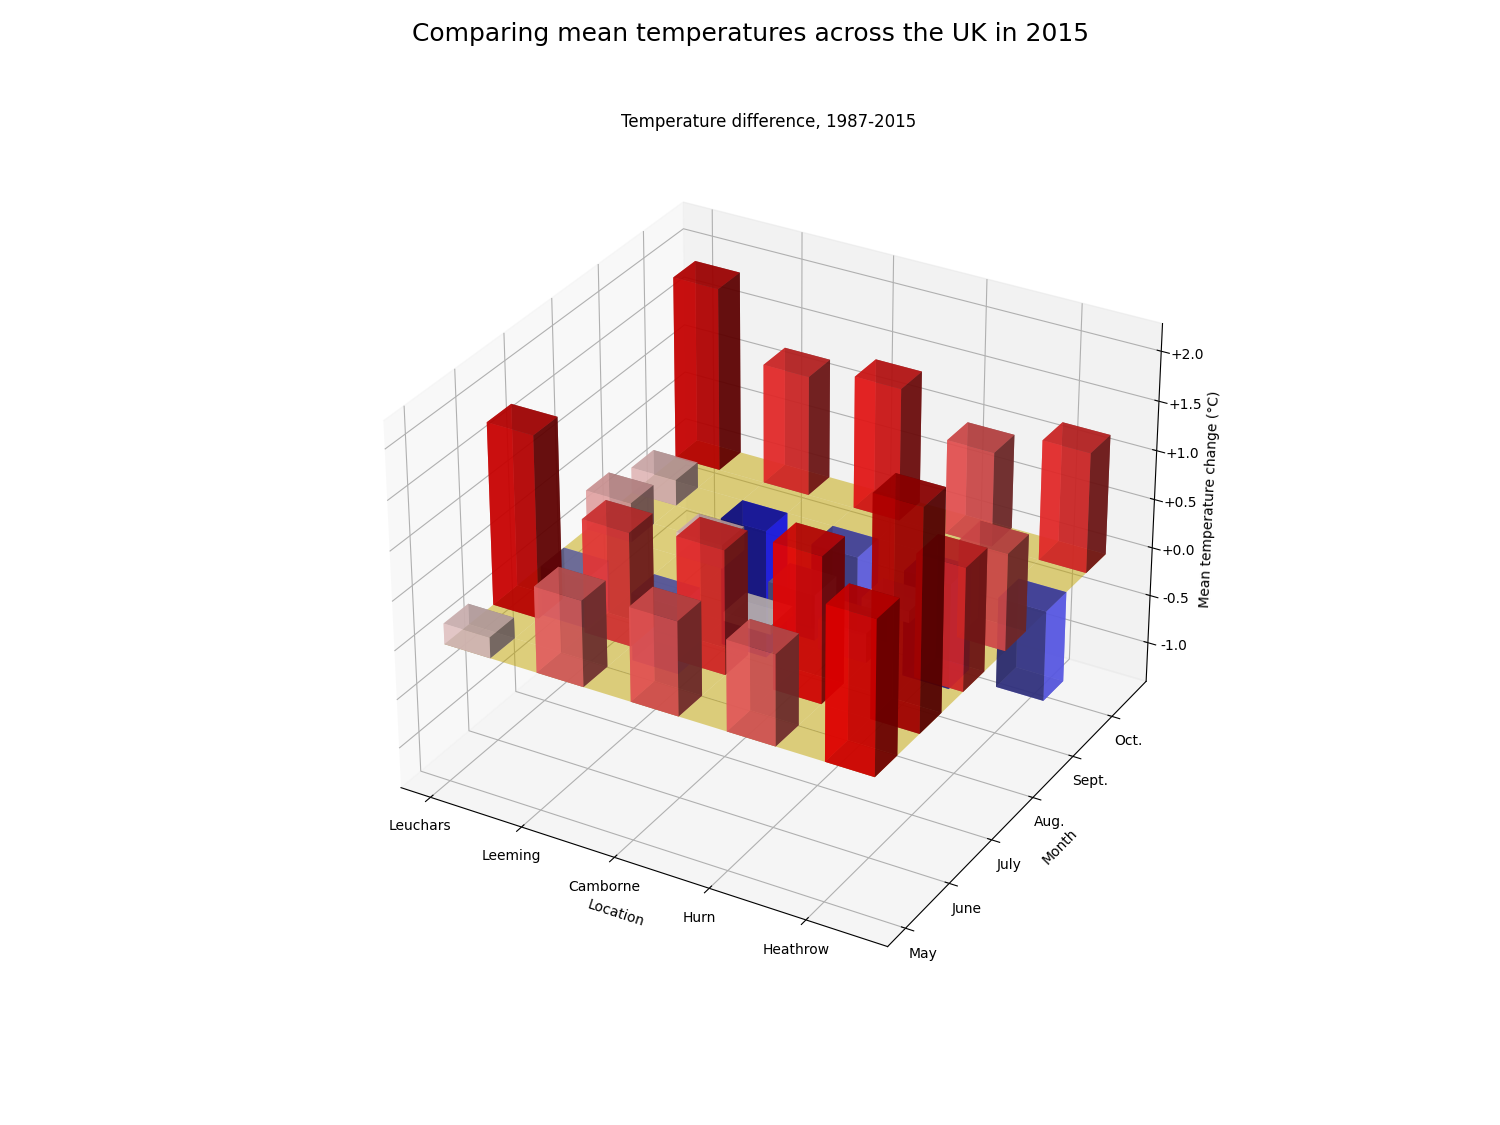 Comparing mean temperatures across the UK in 2015
Temperature difference, 1987-2015
+2.0
+1.5
+1.0
+0.5
+0.0
-0.5
-1.0
Mean temperature change (°C)
Leuchars
Leeming
Camborne
Hurn
Heathrow
Location
May
June
July
Aug.
Sept.
Oct.
Month